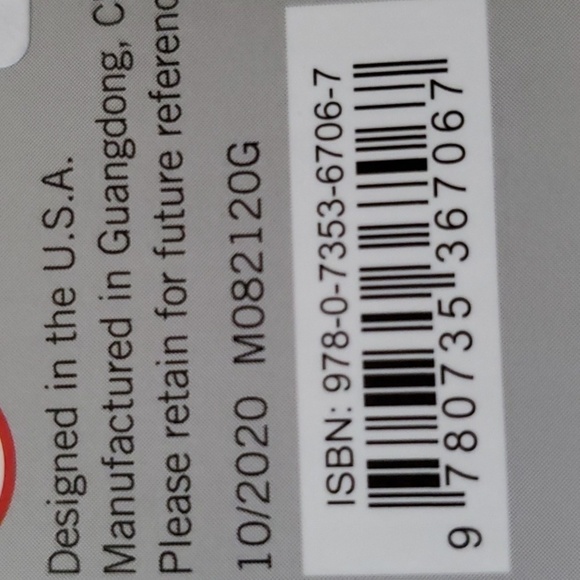 Designed in the U.S.A.
Manufactured in Guangdong, C
Please retain for future referenc
10/2020 M082120G
ISBN: 978-0-7353-6706-7
9 780735 367067